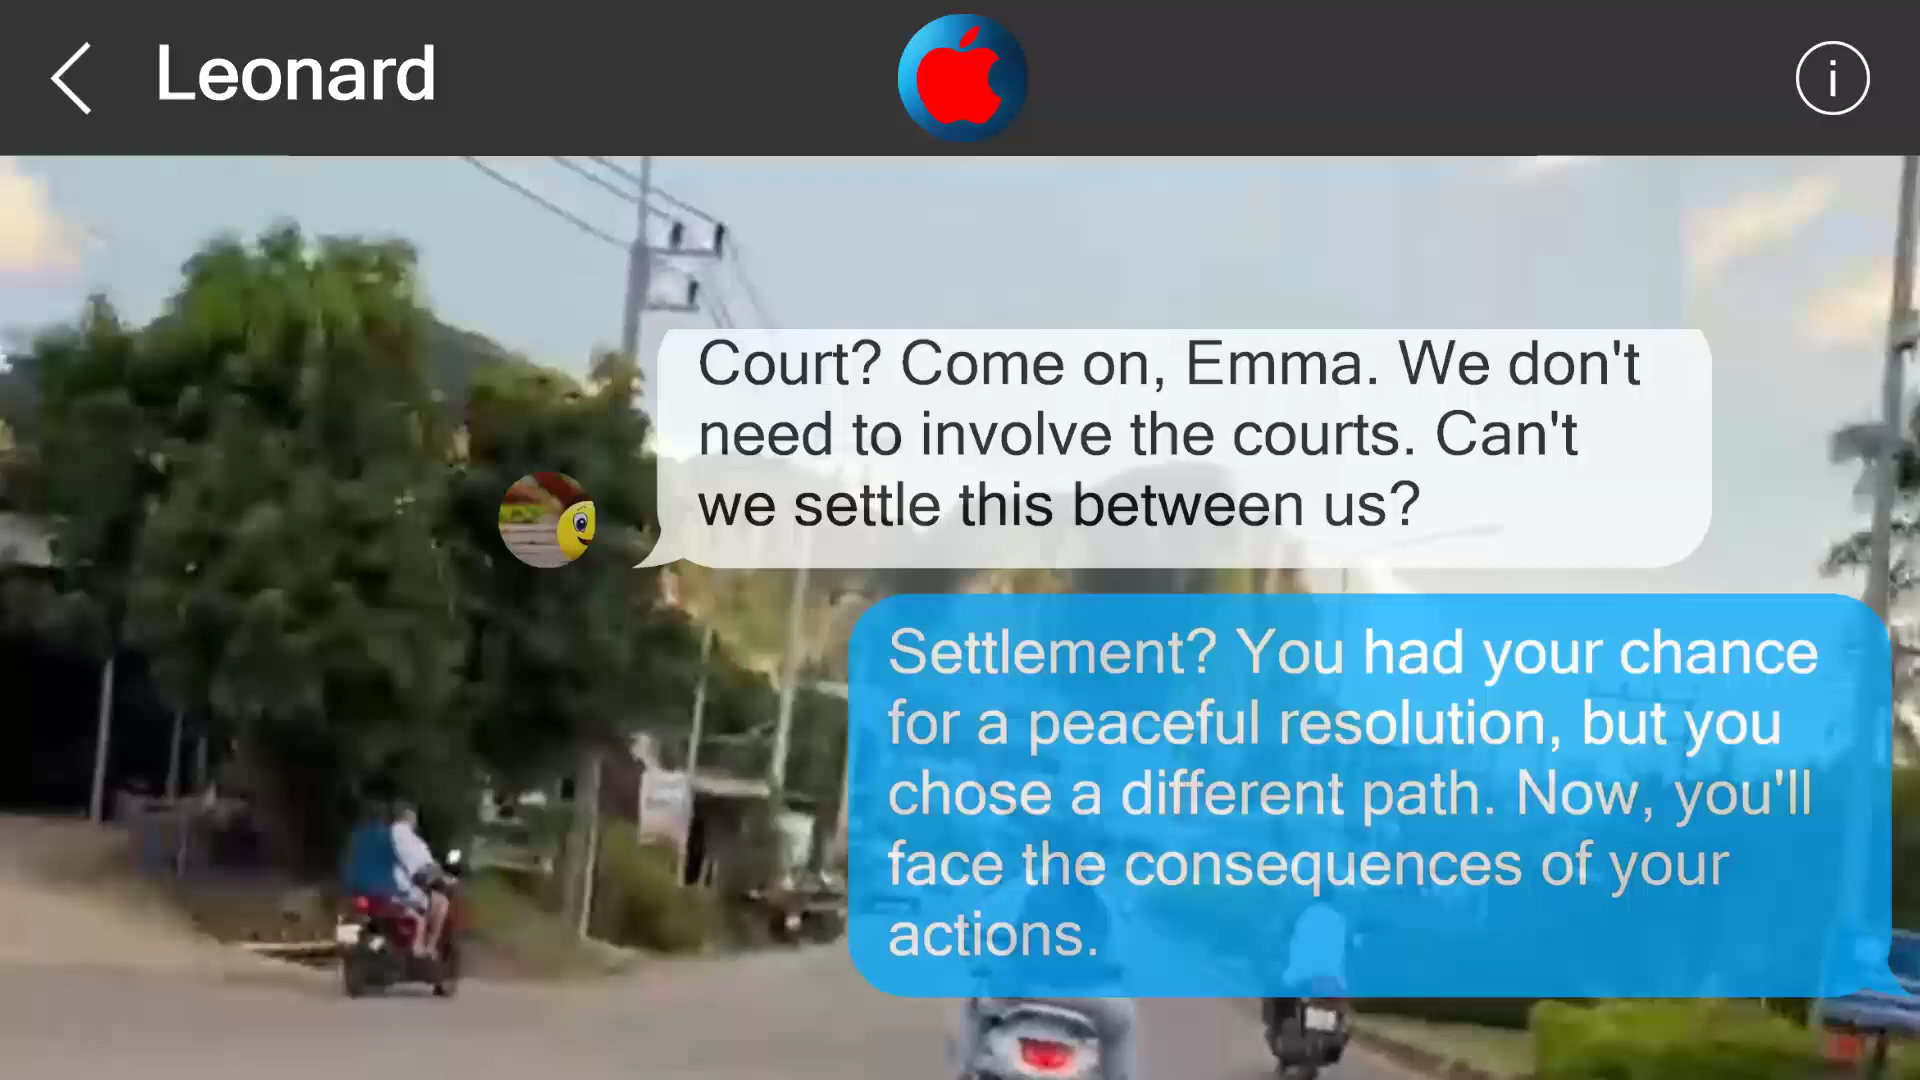 Leonard
i
Court? Come on, Emma. We don't
need to involve the courts. Can't
we settle this between us?
Settlement? You had your chance
for a peaceful resolution, but you
chose a different path. Now, you'll
face the consequences of your
actions.